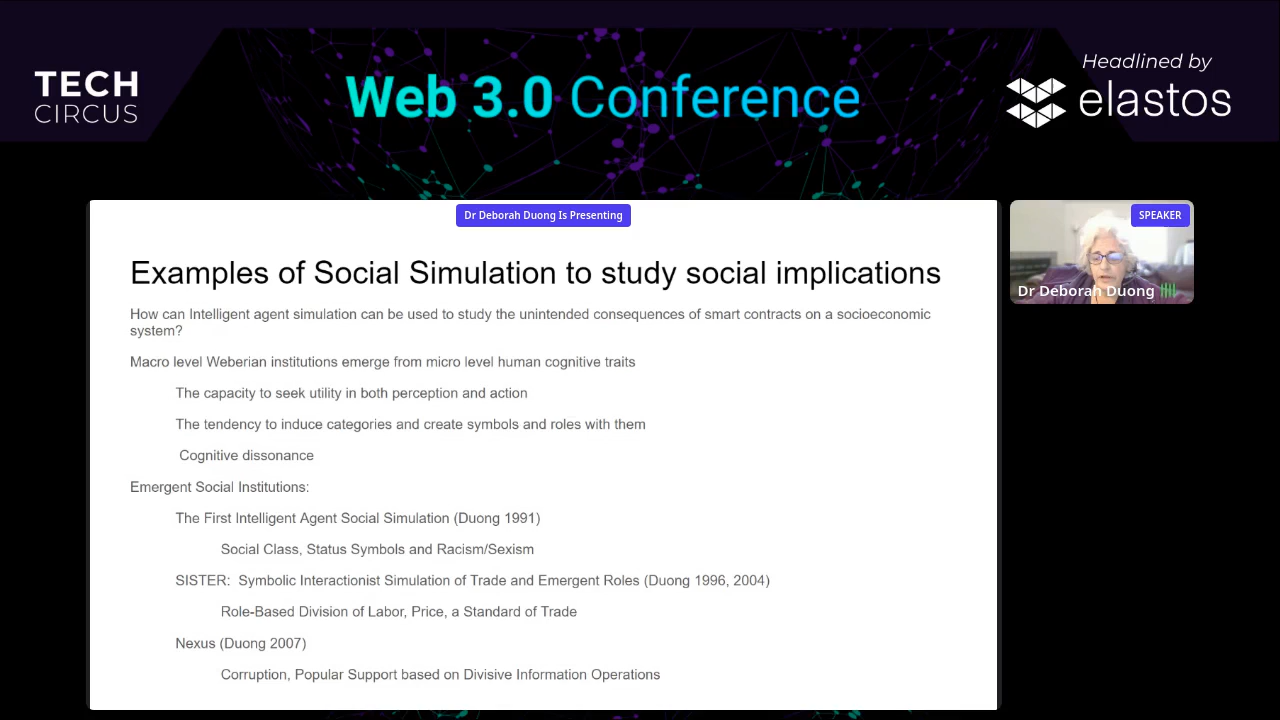 TECH
CIRCUS
Web 3.0 Conference
Headlined by
elastos
Dr Deborah Duong Is Presenting
SPEAKER
Dr Deborah Duong
Examples of Social Simulation to study social implications
How can Intelligent agent simulation can be used to study the unintended consequences of smart contracts on a socioeconomic
system?
Macro level Weberian institutions emerge from micro level human cognitive traits
The capacity to seek utility in both perception and action
The tendency to induce categories and create symbols and roles with them
Cognitive dissonance
Emergent Social Institutions:
The First Intelligent Agent Social Simulation (Duong 1991)
Social Class, Status Symbols and Racism/Sexism
SISTER:  Symbolic Interactionist Simulation of Trade and Emergent Roles (Duong 1996, 2004)
Role-Based Division of Labor, Price, a Standard of Trade
Nexus (Duong 2007)
Corruption, Popular Support based on Divisive Information Operations